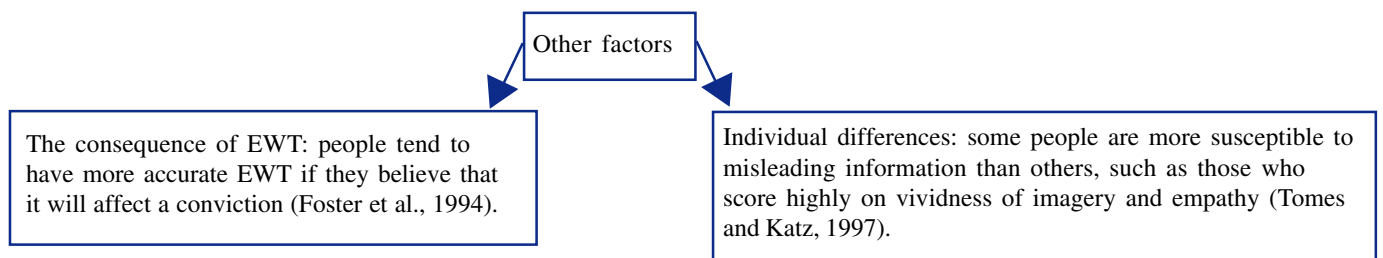 Other factors
The consequence of EWT: people tend to
have more accurate EWT if they believe that
it will affect a conviction (Foster et al., 1994).
Individual differences: some people are more susceptible to
misleading information than others, such as those who
score highly on vividness of imagery and empathy (Tomes
and Katz, 1997).